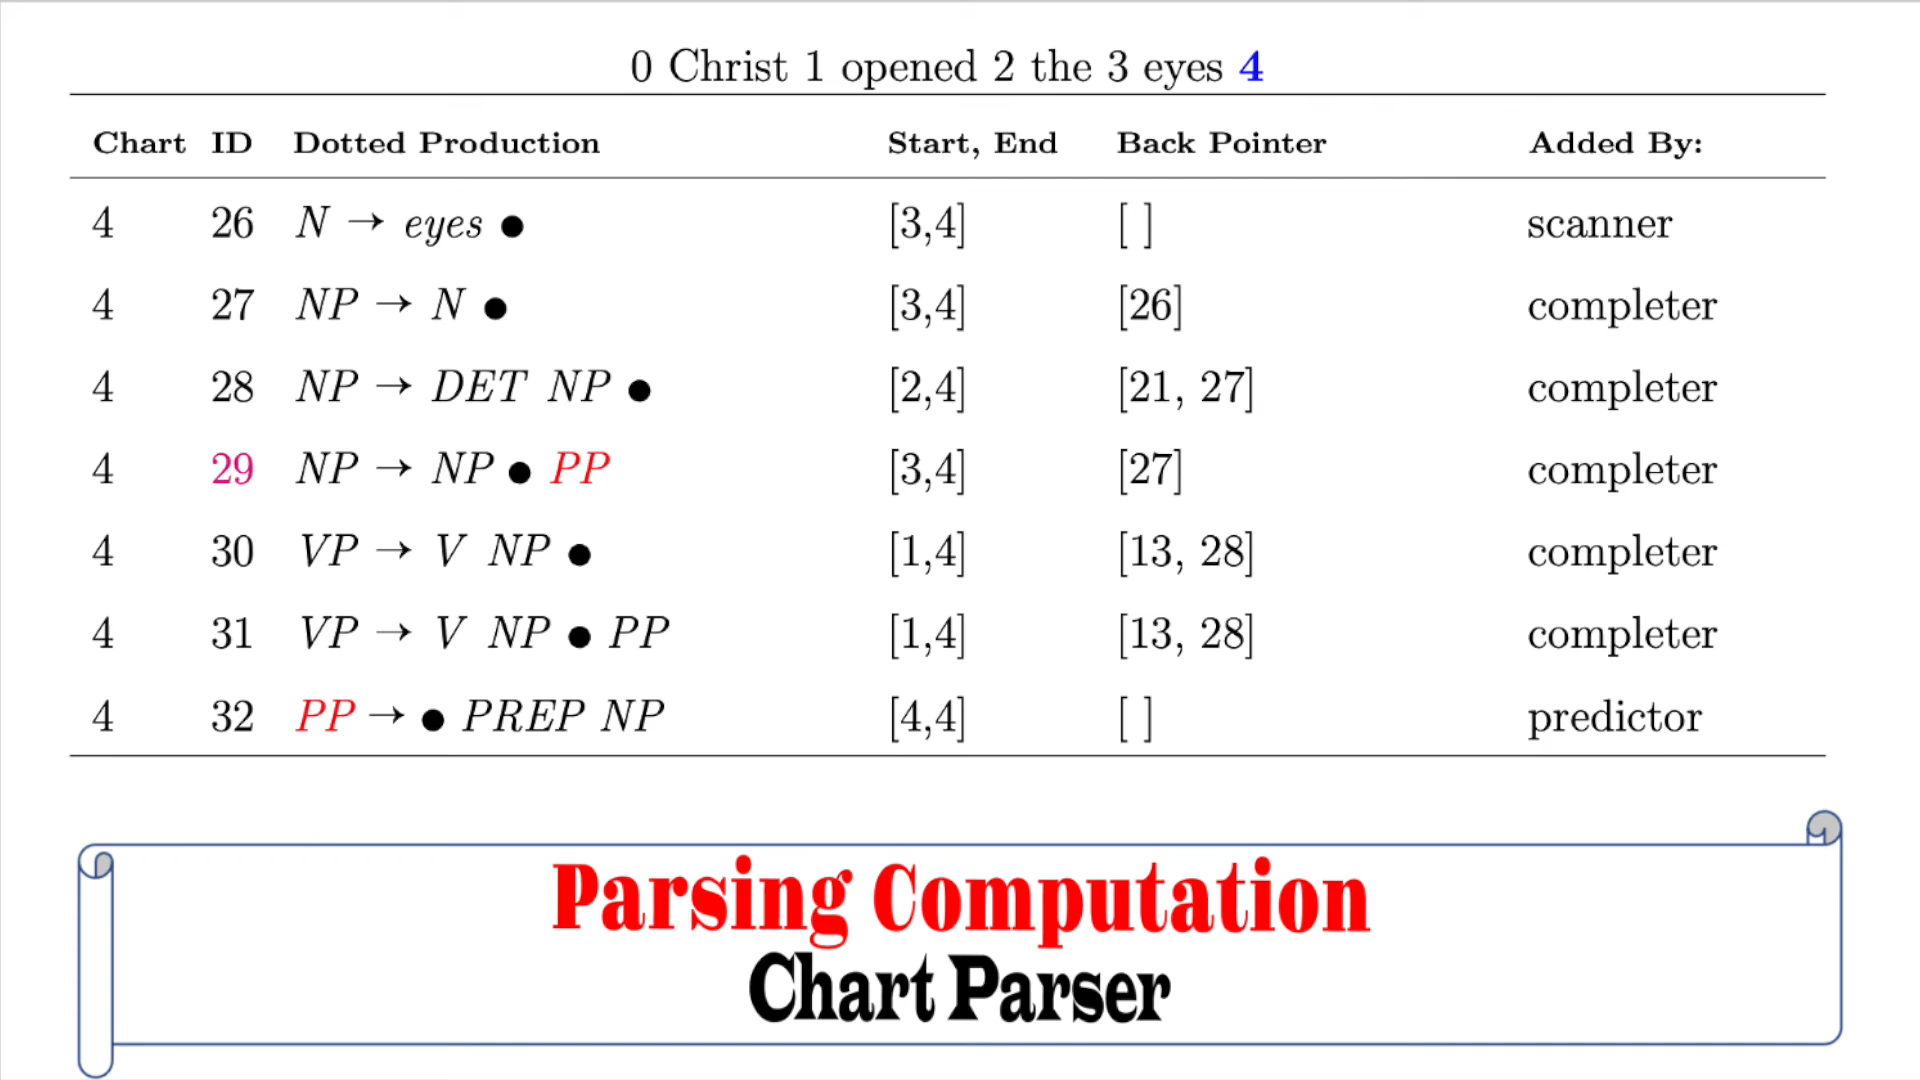 0 Christ 1 opened 2 the 3 eyes 4
Chart ID Dotted Production Start, End Back Pointer Added By:
4 26 N → eyes ● [3,4] [ ] scanner
4 27 NP → N ● [3,4] [26] completer
4 28 NP → DET NP ● [2,4] [21, 27] completer
4 29 NP → NP ● PP [3,4] [27] completer
4 30 VP → V NP ● [1,4] [13, 28] completer
4 31 VP → V NP ● PP [1,4] [13, 28] completer
4 32 PP → ● PREP NP [4,4] [ ] predictor
Parsing Computation
Chart Parser